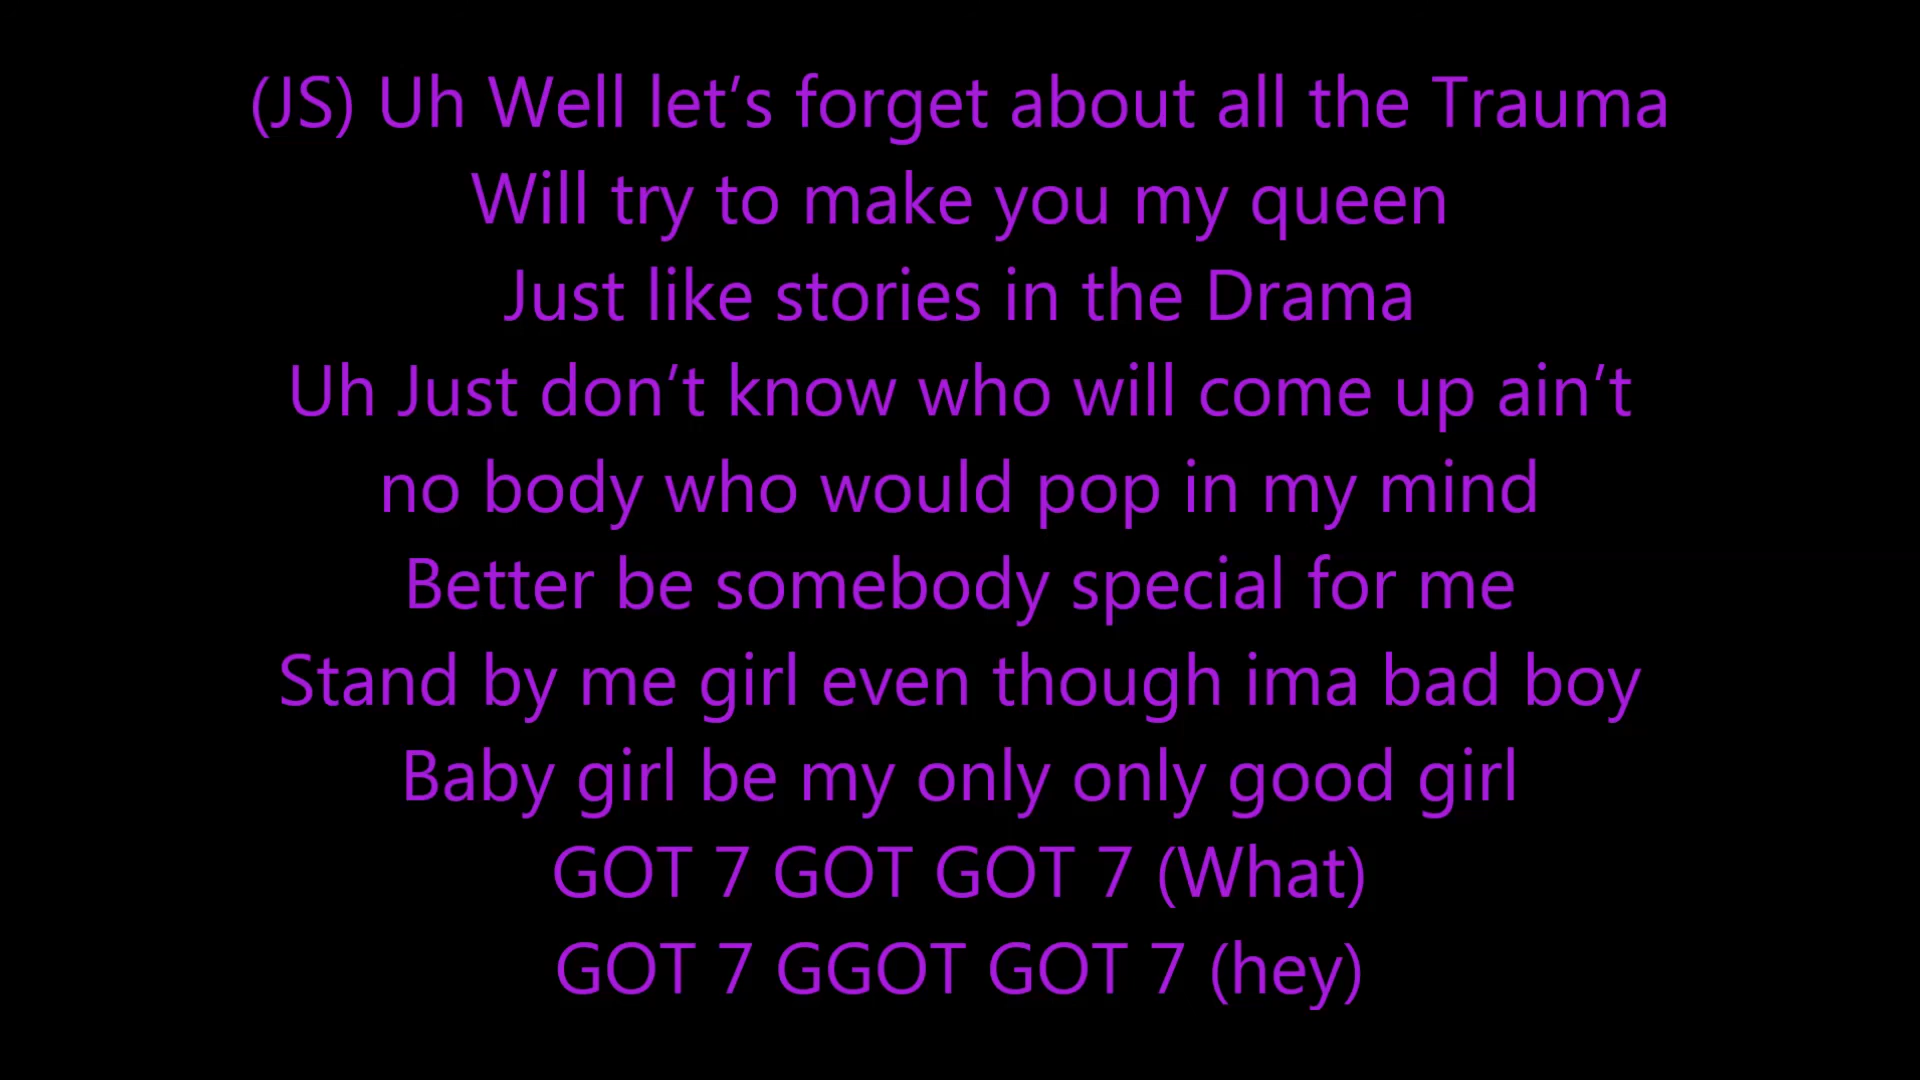 (JS) Uh Well let’s forget about all the Trauma
Will try to make you my queen
Just like stories in the Drama
Uh Just don’t know who will come up ain’t
no body who would pop in my mind
Better be somebody special for me
Stand by me girl even though ima bad boy
Baby girl be my only only good girl
GOT 7 GOT GOT 7 (What)
GOT 7 GGOT GOT 7 (hey)